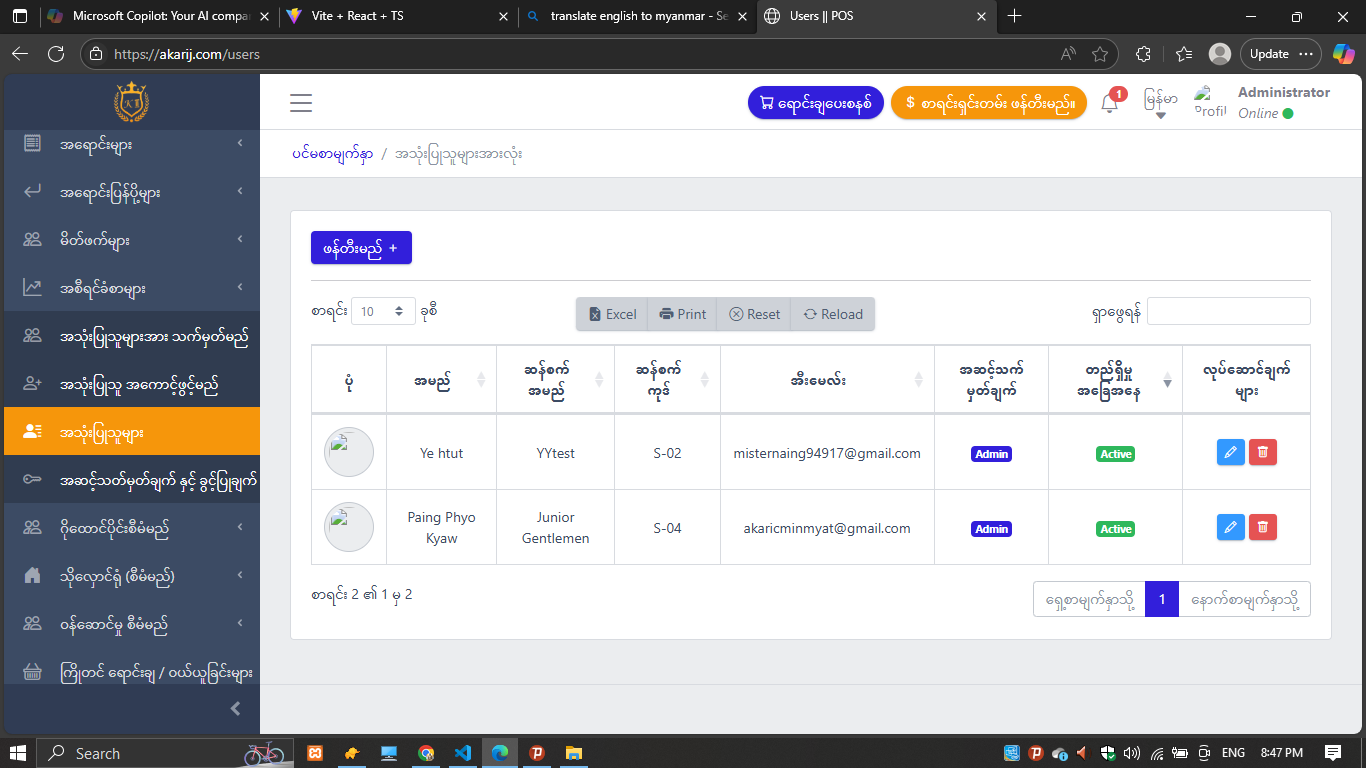 Microsoft Copilot: Your AI compa
Vite + React + TS
translate english to myanmar - Se
Users || POS
https://akarij.com/users
Update
ရောင်းချပေးစနစ်
$ စာရင်းရှင်းတမ်း ဖန်တီးမည်။
1
မြန်မာ
Profil
Administrator
Online
အရောင်းများ
အရောင်းပြန်ပို့များ
မိတ်ဖက်များ
အစီရင်ခံစာများ
အသုံးပြုသူများအား သက်မှတ်မည်
အသုံးပြုသူ အကောင့်ဖွင့်မည်
အသုံးပြုသူများ
အဆင့်သတ်မှတ်ချက် နှင့် ခွင့်ပြုချက်
ဂိုထောင်ပိုင်းစီမံမည်
သိုလှောင်ရုံ (စီမံမည်)
ဝန်ဆောင်မှု စီမံမည်
ကြိုတင် ရောင်းချ / ဝယ်ယူခြင်းများ
ပင်မစာမျက်နှာ / အသုံးပြုသူများအားလုံး
ဖန်တီးမည် +
စာရင်း 10 ခုစီ
Excel Print Reset Reload
ရှာဖွေရန်
ပုံ အမည် ဆန်စက် အမည် ဆန်စက် ကုဒ် အီးမေလ်း အဆင့်သက် မှတ်ချက် တည်ရှိမှု အခြေအနေ လုပ်ဆောင်ချက် များ
Ye htut YYtest S-02 misternaing94917@gmail.com Admin Active
Paing Phyo Kyaw Junior Gentlemen S-04 akaricminmyat@gmail.com Admin Active
စာရင်း 2 ၏ 1 မှ 2
ရှေ့စာမျက်နှာသို့ 1 နောက်စာမျက်နှာသို့
Search
ENG
8:47 PM